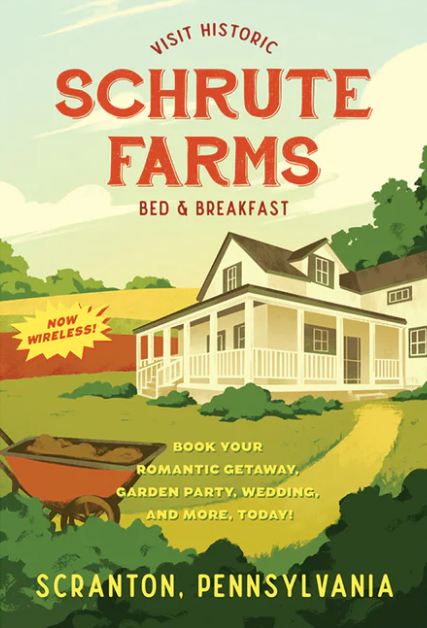 VISIT HISTORIC
SCHRUTE
FARMS
BED & BREAKFAST
NOW
WIRELESS!
BOOK YOUR
ROMANTIC GETAWAY,
GARDEN PARTY, WEDDING,
AND MORE, TODAY!
SCRANTON, PENNSYLVANIA